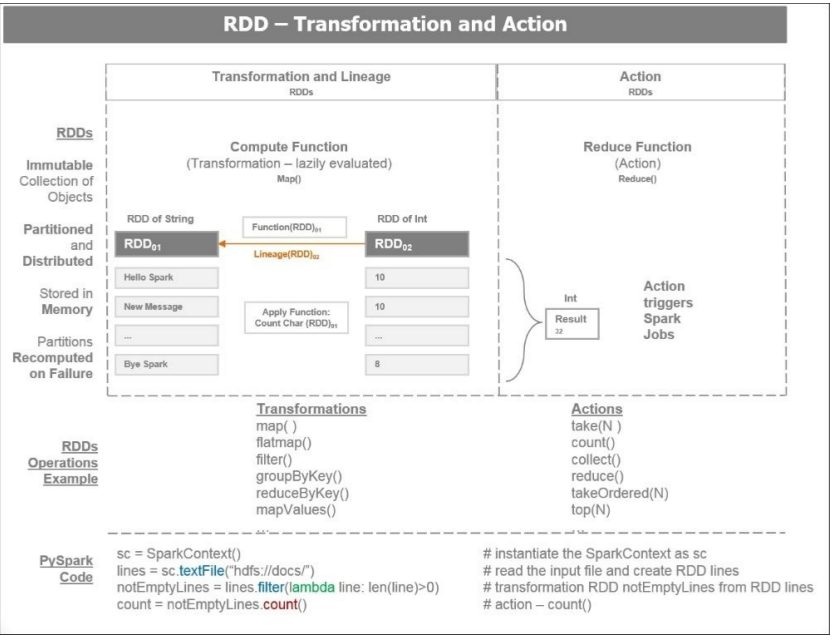 RDD – Transformation and Action
Transformation and Lineage
RDDs
Action
RDDs
RDDs
Immutable
Collection of
Objects
Partitioned
and
Distributed
Stored in
Memory
Partitions
Recomputed
on Failure
Compute Function
(Transformation – lazily evaluated)
Map()
Reduce Function
(Action)
Reduce()
RDD of String
RDD01
Hello Spark
New Message
...
Bye Spark
Function(RDD)01
Lineage(RDD)02
Apply Function:
Count Char (RDD)01
RDD of Int
RDD02
10
10
...
8
Int
Result
32
Action
triggers
Spark
Jobs
RDDs
Operations
Example
Transformations
map( )
flatmap()
filter()
groupByKey()
reduceByKey()
mapValues()
...
Actions
take(N )
count()
collect()
reduce()
takeOrdered(N)
top(N)
...
PySpark
Code
sc = SparkContext() # instantiate the SparkContext as sc
lines = sc.textFile("hdfs://docs/") # read the input file and create RDD lines
notEmptyLines = lines.filter(lambda line: len(line)>0) # transformation RDD notEmptyLines from RDD lines
count = notEmptyLines.count() # action – count()